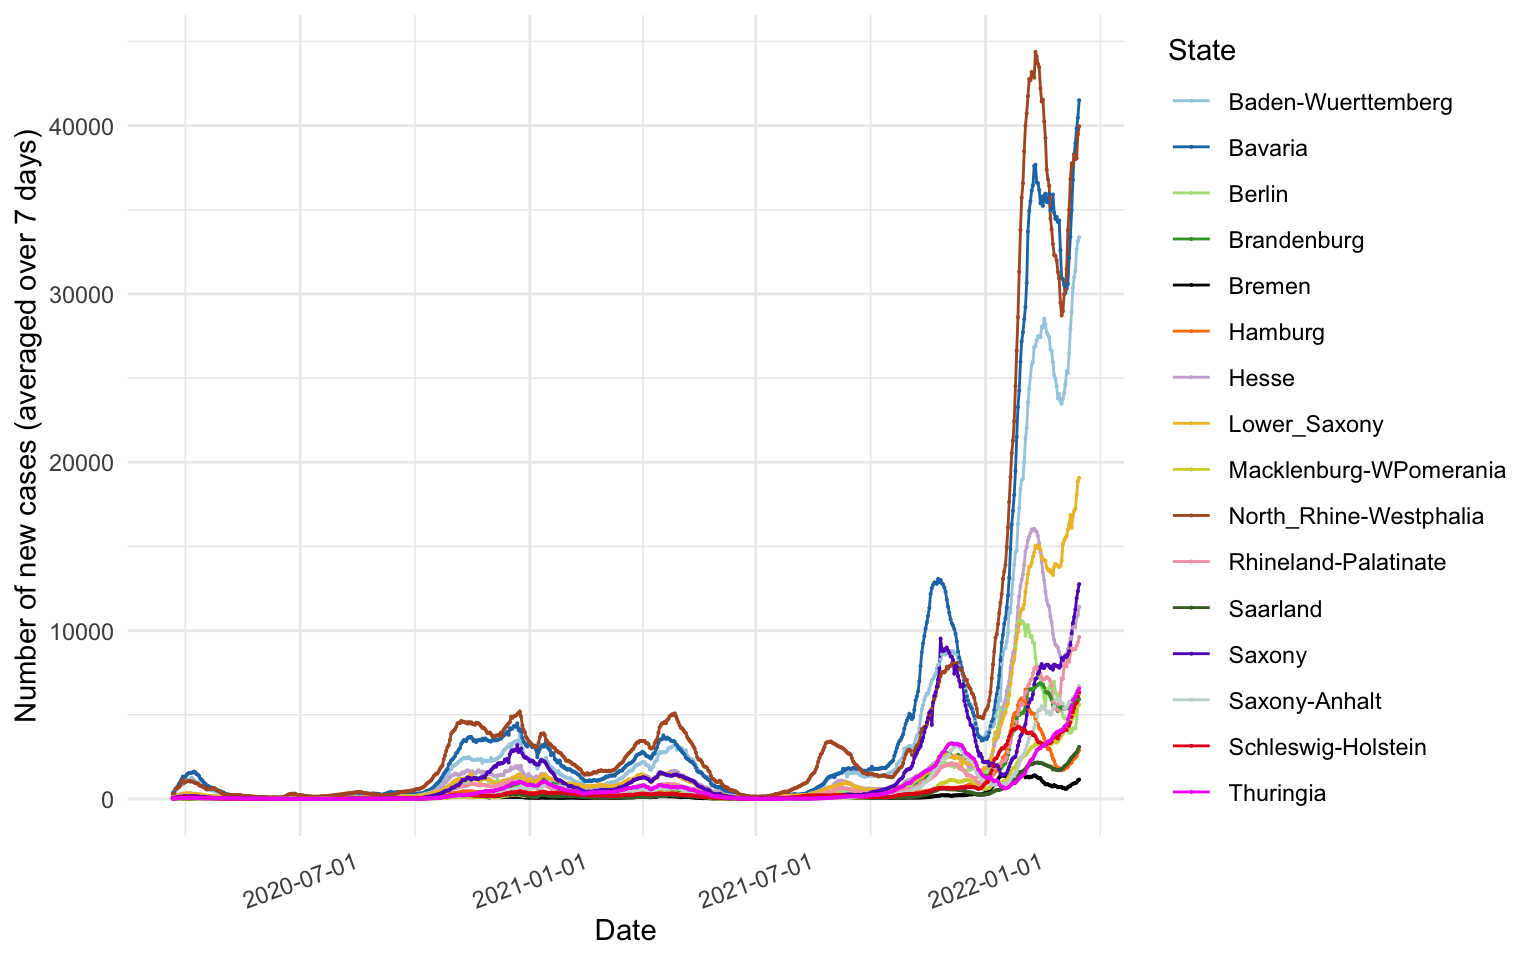 Number of new cases (averaged over 7 days)
40000
30000
20000
10000
0
2020-07-01
2021-01-01
2021-07-01
2022-01-01
Date
State
Baden-Wuerttemberg
Bavaria
Berlin
Brandenburg
Bremen
Hamburg
Hesse
Lower_Saxony
Macklenburg-WPomerania
North_Rhine-Westphalia
Rhineland-Palatinate
Saarland
Saxony
Saxony-Anhalt
Schleswig-Holstein
Thuringia